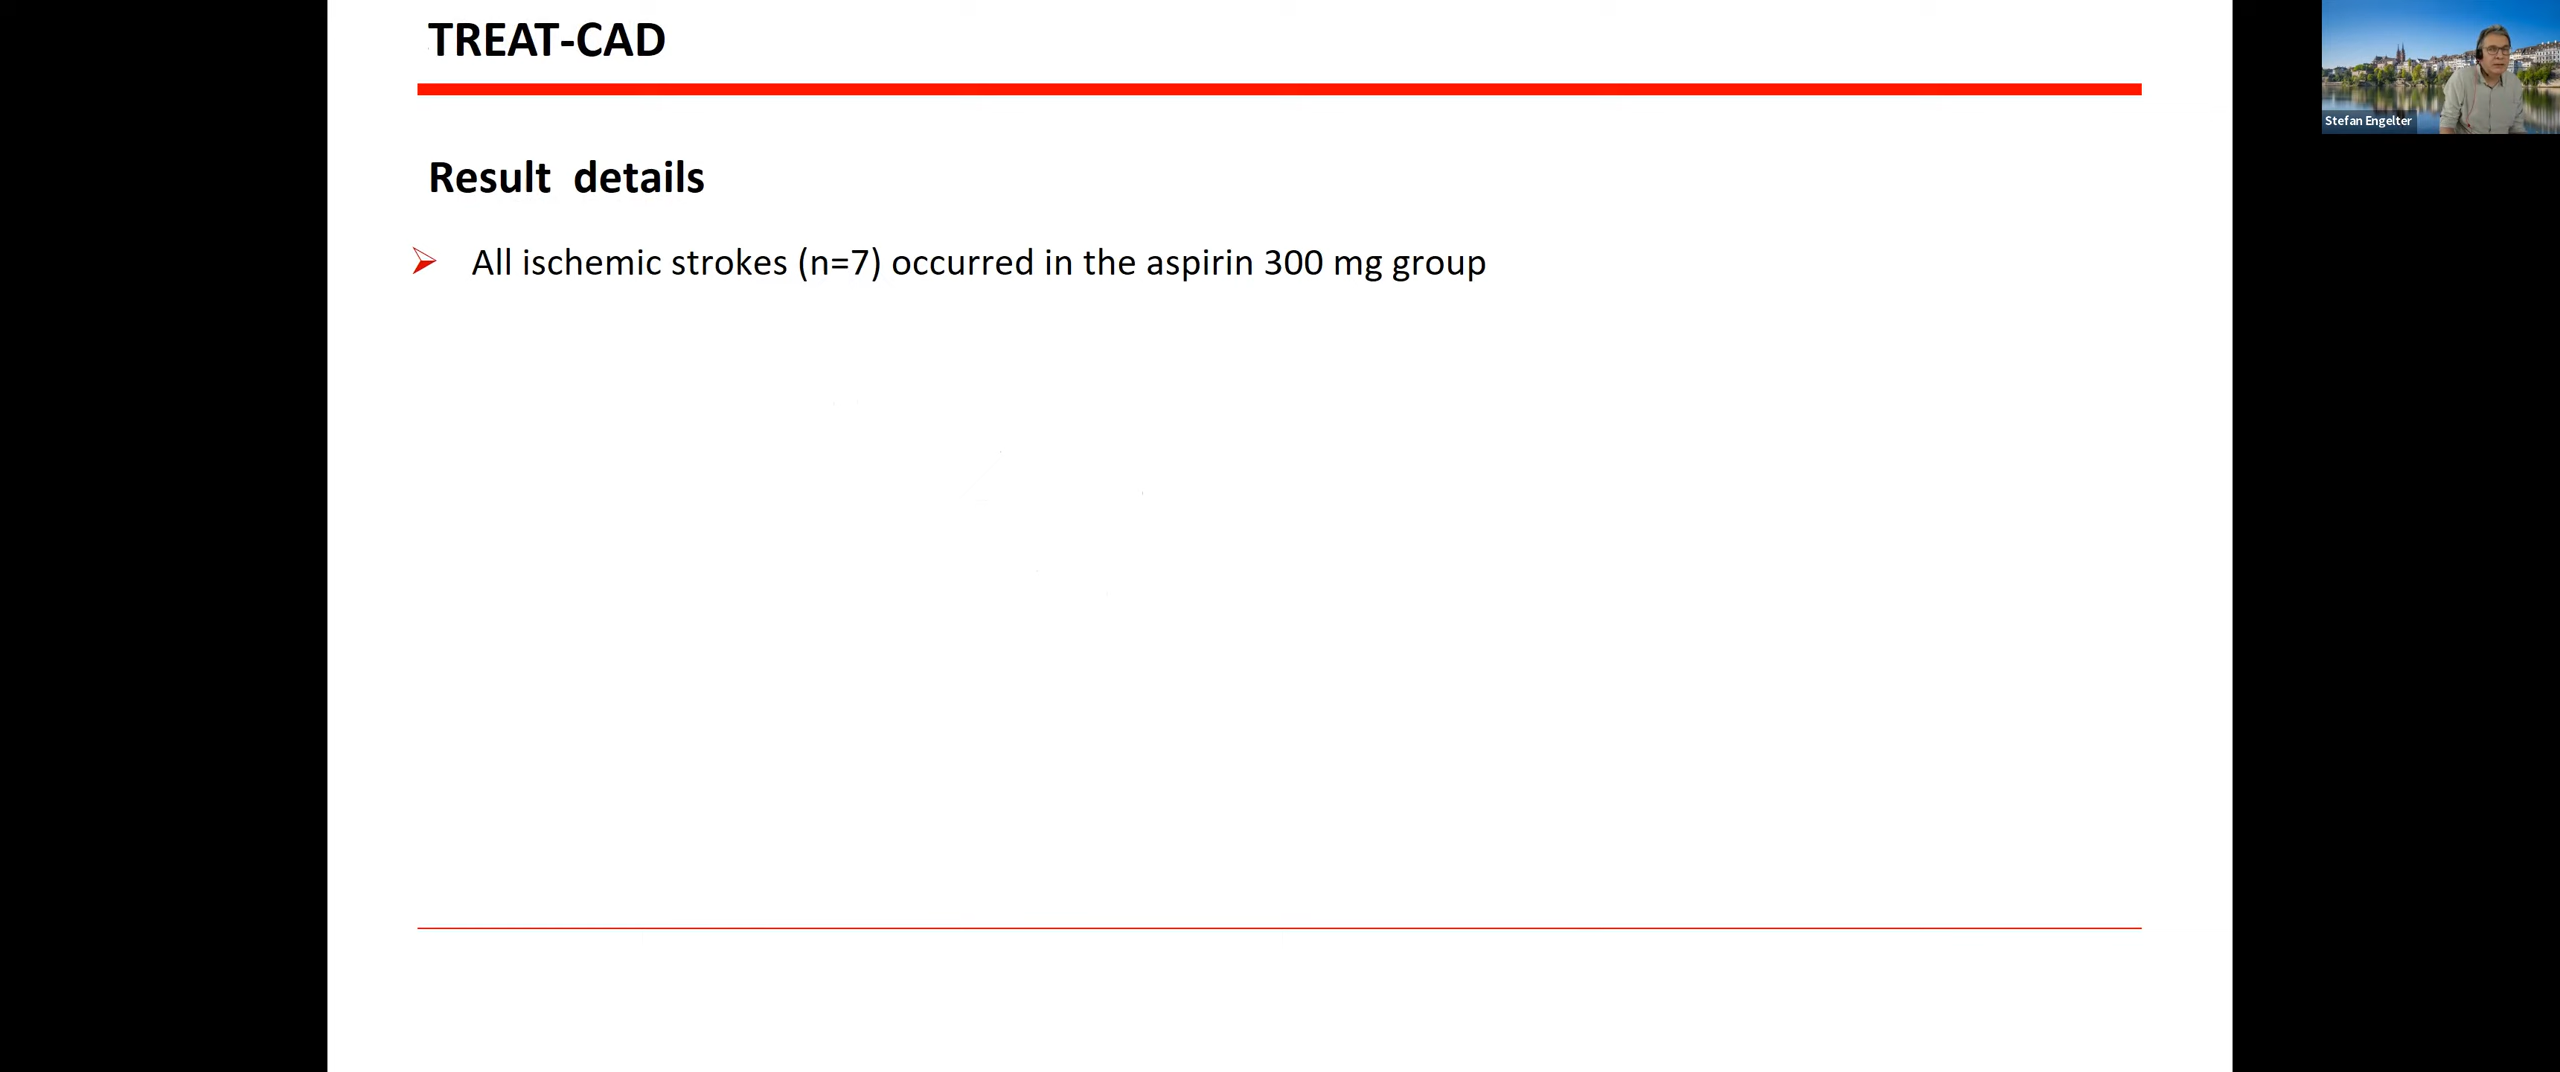 TREAT-CAD
Stefan Engelter
Result details
All ischemic strokes (n=7) occurred in the aspirin 300 mg group